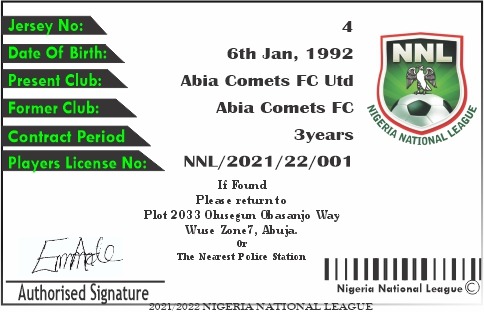 Jersey No: 4
Date Of Birth: 6th Jan, 1992
Present Club: Abia Comets FC Utd
Former Club: Abia Comets FC
Contract Period 3years
Players License No: NNL/2021/22/001
NNL
NIGERIA NATIONAL LEAGUE
If Found
Please return to
Plot 2033 Olusegun Obasanjo Way
Wuse Zone7, Abuja.
Or
The Nearest Police Station
Authorised Signature
Nigeria National League©
2021/2022 NIGERIA NATIONAL LEAGUE